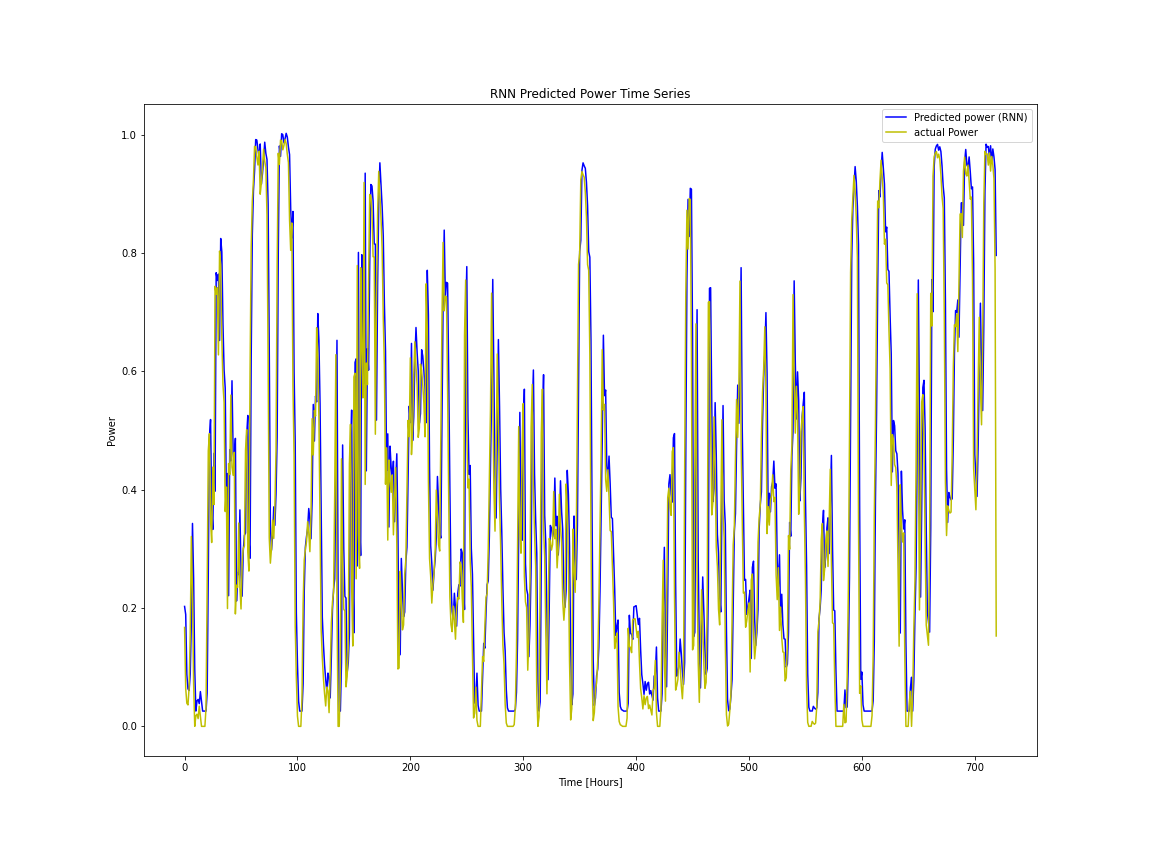 RNN Predicted Power Time Series
Predicted power (RNN)
actual Power
1.0
0.8
0.6
0.4
0.2
0.0
Power
0 100 200 300 400 500 600 700
Time [Hours]